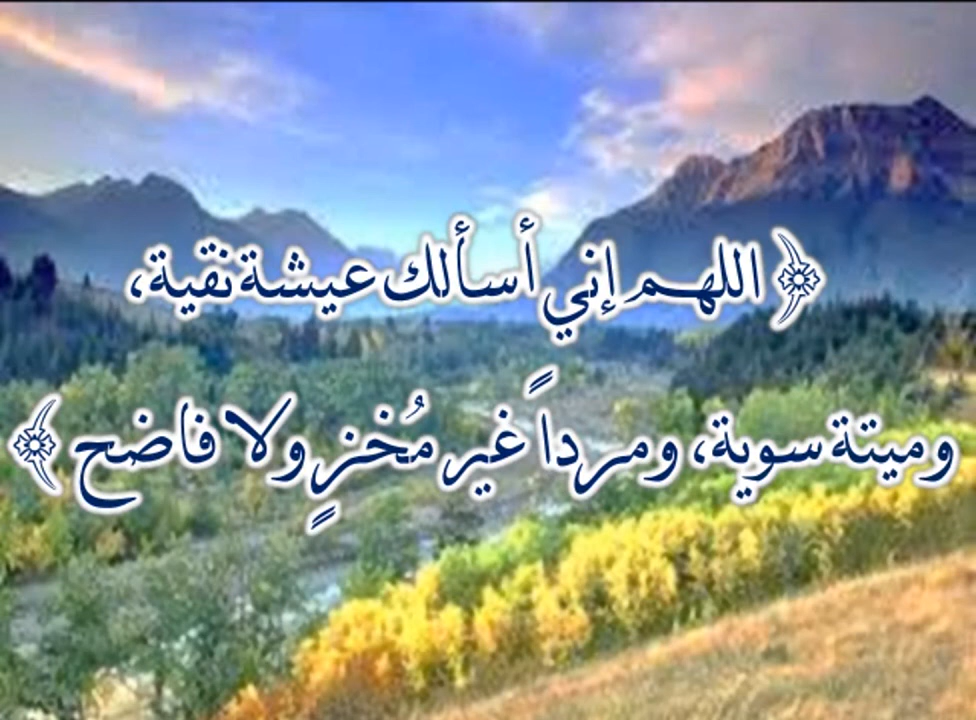 ﴿ اللهم إني أسألك عيشة نقية،
وميتة سوية، ومرداً غير مُخزٍ ولا فاضح ﴾